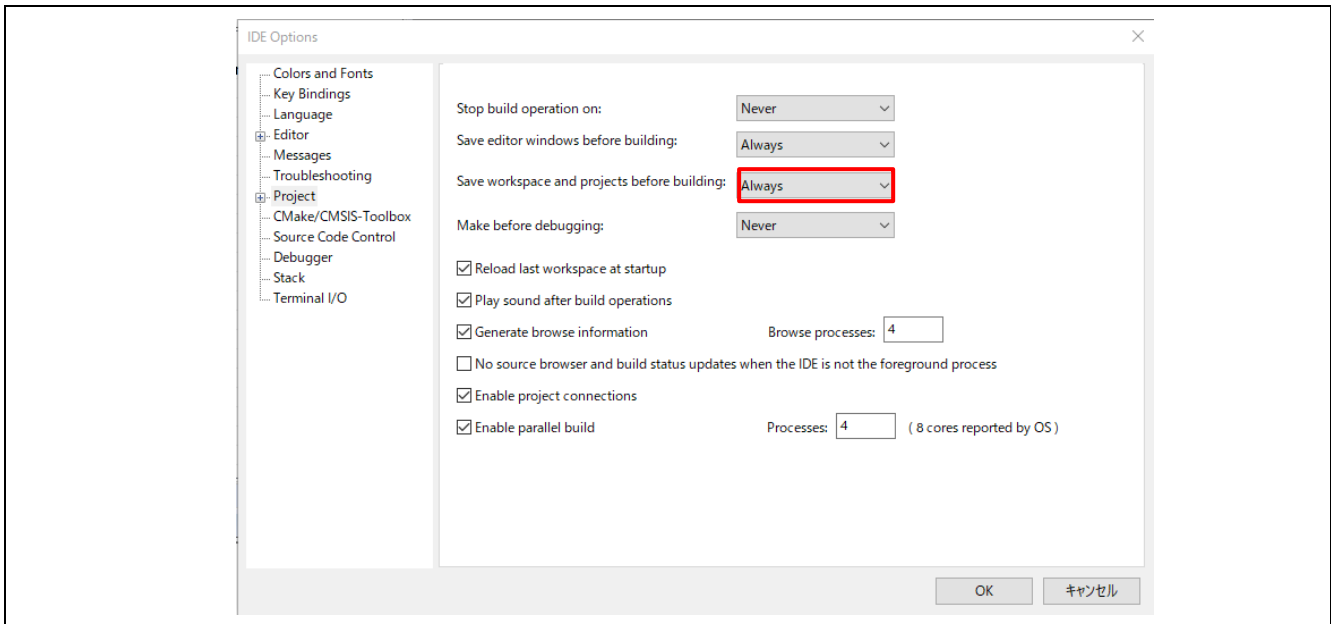 IDE Options
Colors and Fonts
Key Bindings
Language
Editor
Messages
Troubleshooting
Project
CMake/CMSIS-Toolbox
Source Code Control
Debugger
Stack
Terminal I/O
Stop build operation on: Never
Save editor windows before building: Always
Save workspace and projects before building: Always
Make before debugging: Never
Reload last workspace at startup
Play sound after build operations
Generate browse information Browse processes: 4
No source browser and build status updates when the IDE is not the foreground process
Enable project connections
Enable parallel build Processes: 4 ( 8 cores reported by OS )
OK キャンセル